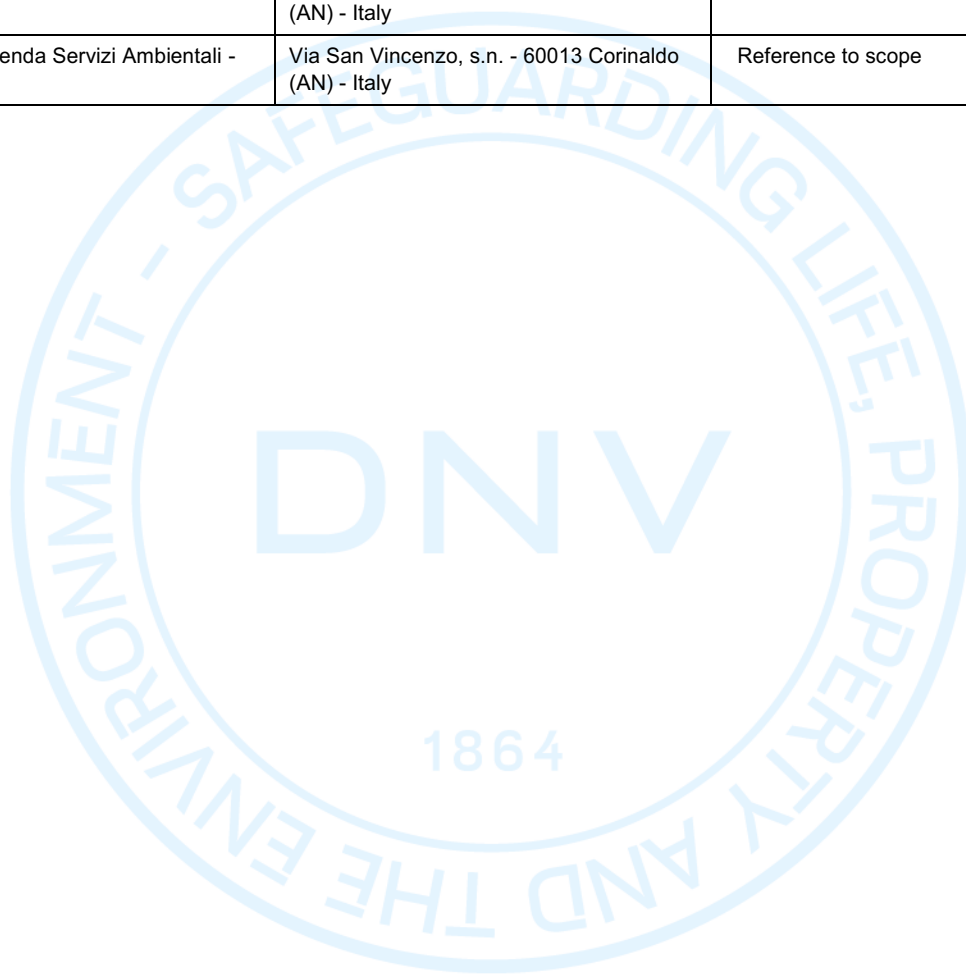 (AN) - Italy
enda Servizi Ambientali -
Via San Vincenzo, s.n. - 60013 Corinaldo
(AN) - Italy
Reference to scope
SAFEGUARDING LIFE, PROPERTY AND THE ENVIRONMENT -
DNV
1864